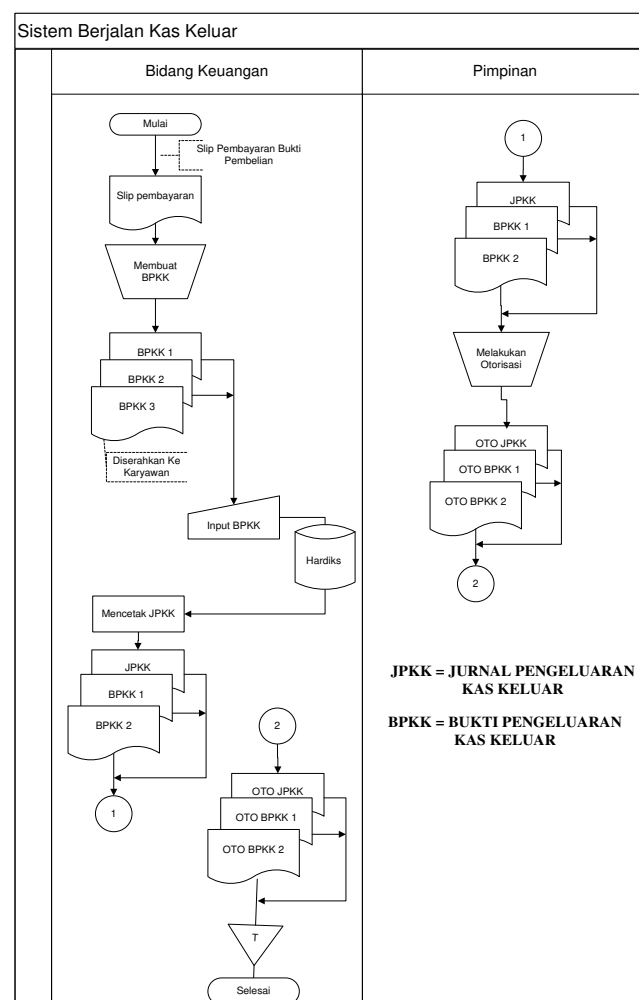 Sistem Berjalan Kas Keluar
Bidang Keuangan
Pimpinan
Mulai
Slip Pembayaran Bukti
Pembelian
Slip pembayaran
Membuat
BPKK
BPKK 1
BPKK 2
BPKK 3
Diserahkan Ke
Karyawan
Input BPKK
Hardiks
Mencetak JPKK
JPKK
BPKK 1
BPKK 2
1
2
OTO JPKK
OTO BPKK 1
OTO BPKK 2
T
Selesai
1
JPKK
BPKK 1
BPKK 2
Melakukan
Otorisasi
OTO JPKK
OTO BPKK 1
OTO BPKK 2
2
JPKK = JURNAL PENGELUARAN
KAS KELUAR
BPKK = BUKTI PENGELUARAN
KAS KELUAR